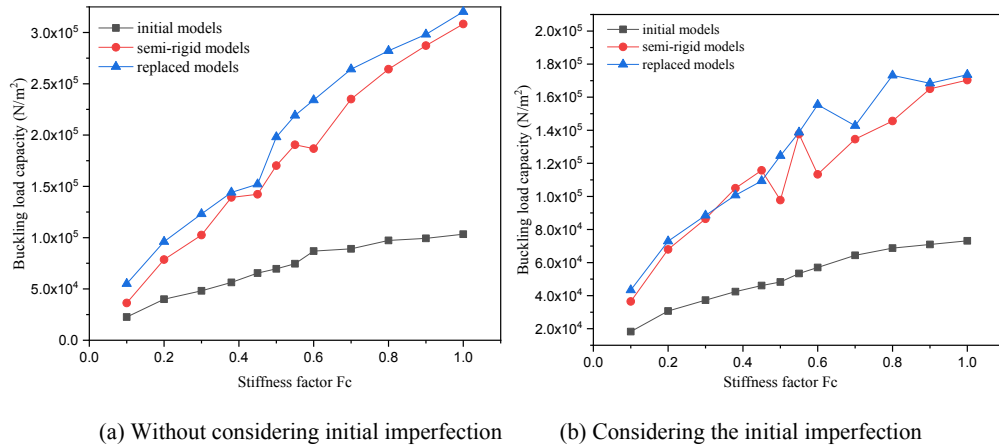 initial models
semi-rigid models
replaced models
3.0x10⁵
2.5x10⁵
2.0x10⁵
1.5x10⁵
1.0x10⁵
5.0x10⁴
0.0
Buckling load capacity (N/m²)
0.0 0.2 0.4 0.6 0.8 1.0
Stiffness factor Fc
(a) Without considering initial imperfection
initial models
semi-rigid models
replaced models
2.0x10⁵
1.8x10⁵
1.6x10⁵
1.4x10⁵
1.2x10⁵
1.0x10⁵
8.0x10⁴
6.0x10⁴
4.0x10⁴
2.0x10⁴
Buckling load capacity (N/m²)
0.0 0.2 0.4 0.6 0.8 1.0
Stiffness factor Fc
(b) Considering the initial imperfection